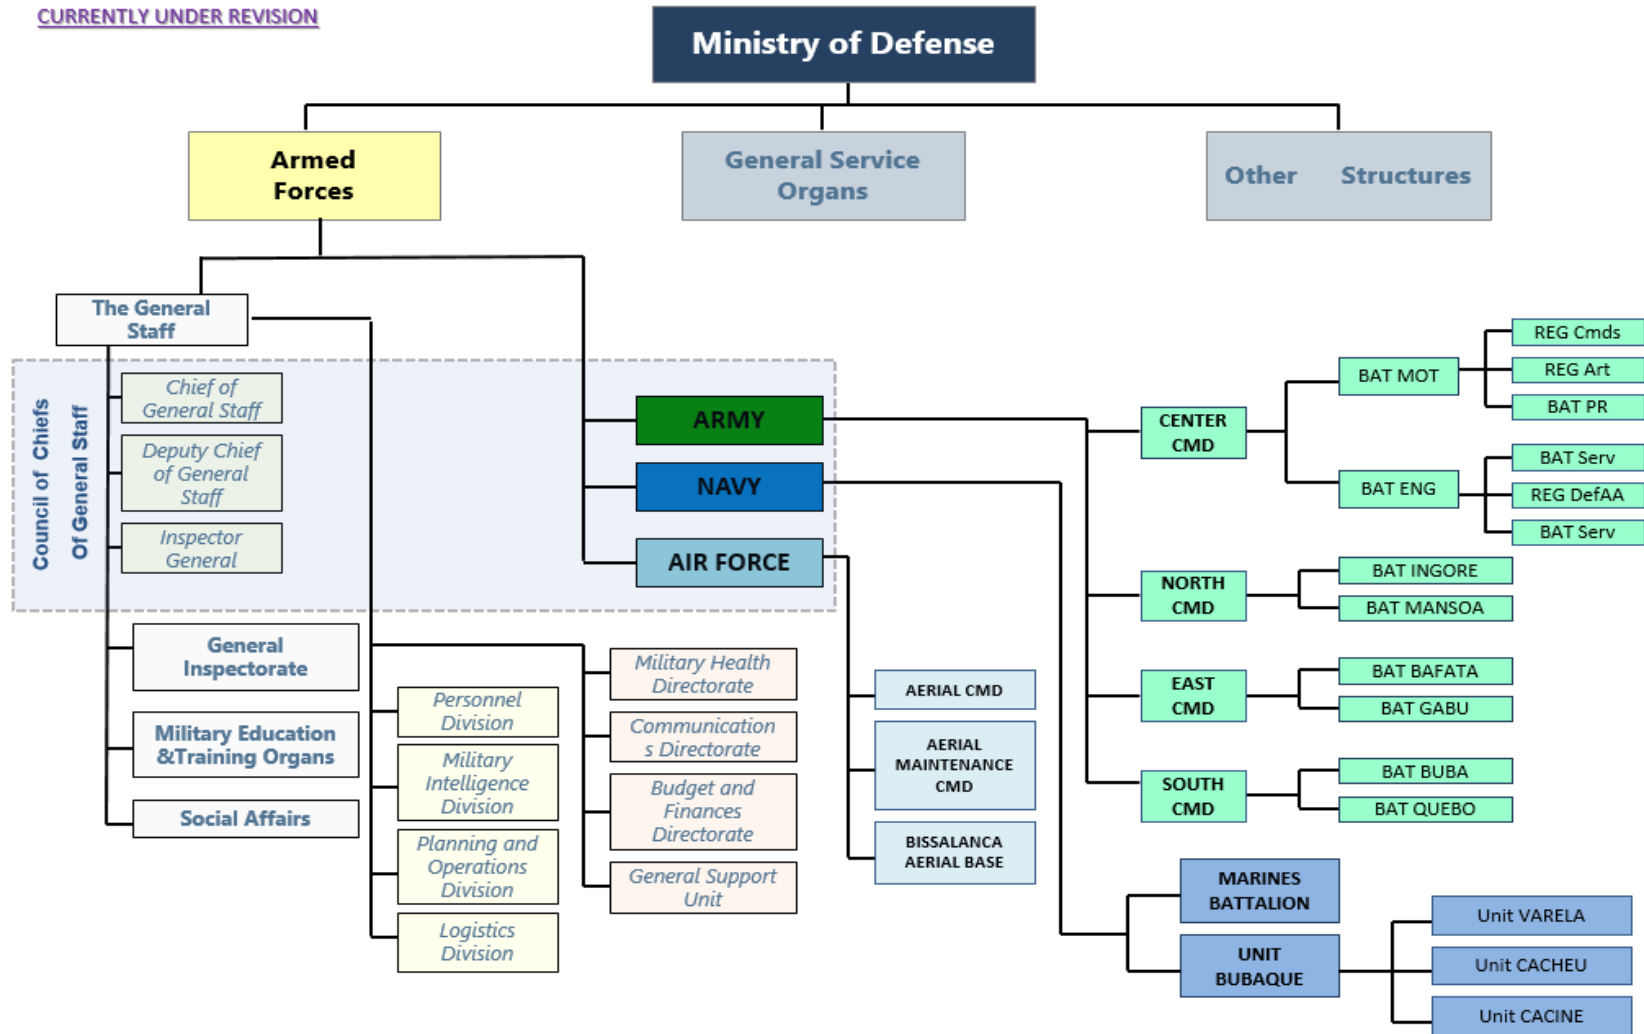 CURRENTLY UNDER REVISION
Ministry of Defense
Armed
Forces
General Service
Organs
Other Structures
The General
Staff
Council of Chiefs
Of General Staff
Chief of
General Staff
Deputy Chief
of General
Staff
Inspector
General
ARMY
NAVY
AIR FORCE
General
Inspectorate
Military Education
&Training Organs
Social Affairs
Personnel
Division
Military
Intelligence
Division
Planning and
Operations
Division
Logistics
Division
Military Health
Directorate
Communication
s Directorate
Budget and
Finances
Directorate
General Support
Unit
AERIAL CMD
AERIAL
MAINTENANCE
CMD
BISSALANCA
AERIAL BASE
CENTER
CMD
BAT MOT
REG Cmds
REG Art
BAT PR
BAT ENG
BAT Serv
REG DefAA
BAT Serv
NORTH
CMD
BAT INGORE
BAT MANSOA
EAST
CMD
BAT BAFATA
BAT GABU
SOUTH
CMD
BAT BUBA
BAT QUEBO
MARINES
BATTALION
UNIT
BUBAQUE
Unit VARELA
Unit CACHEU
Unit CACINE